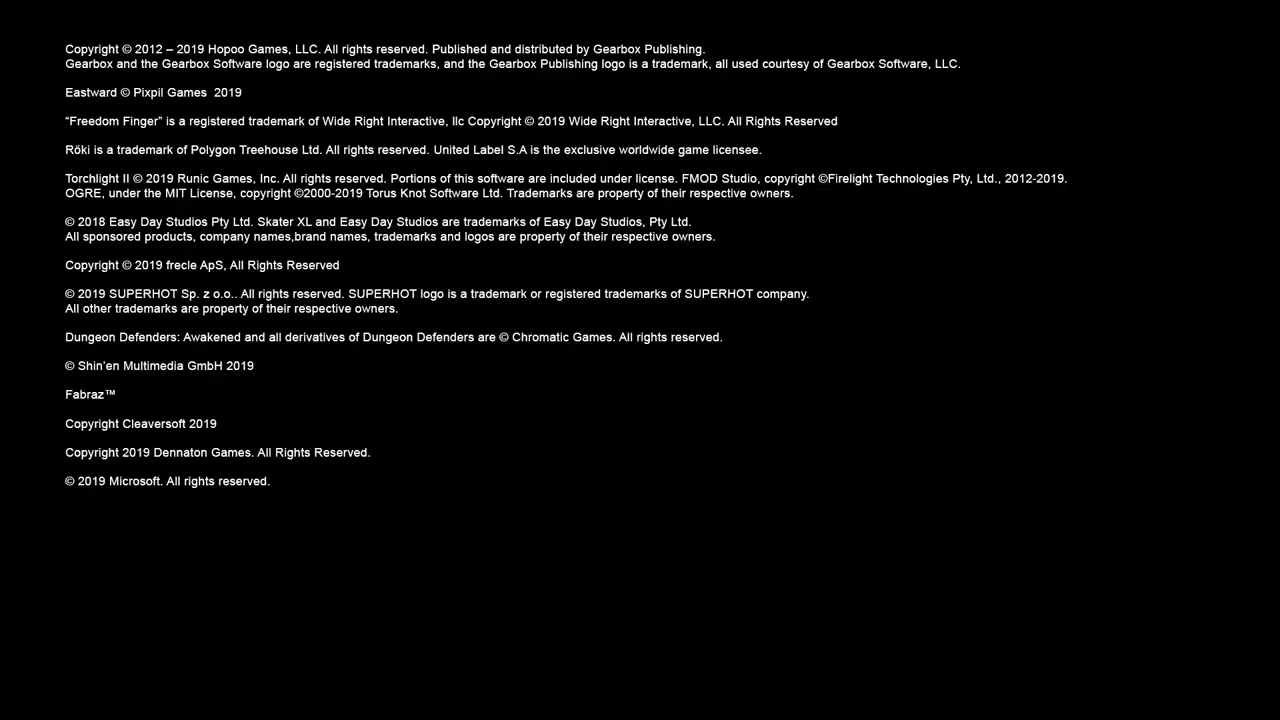 Copyright © 2012 – 2019 Hopoo Games, LLC. All rights reserved. Published and distributed by Gearbox Publishing.
Gearbox and the Gearbox Software logo are registered trademarks, and the Gearbox Publishing logo is a trademark, all used courtesy of Gearbox Software, LLC.
Eastward © Pixpil Games  2019
“Freedom Finger” is a registered trademark of Wide Right Interactive, llc Copyright © 2019 Wide Right Interactive, LLC. All Rights Reserved
Röki is a trademark of Polygon Treehouse Ltd. All rights reserved. United Label S.A is the exclusive worldwide game licensee.
Torchlight II © 2019 Runic Games, Inc. All rights reserved. Portions of this software are included under license. FMOD Studio, copyright ©Firelight Technologies Pty, Ltd., 2012-2019.
OGRE, under the MIT License, copyright ©2000-2019 Torus Knot Software Ltd. Trademarks are property of their respective owners.
© 2018 Easy Day Studios Pty Ltd. Skater XL and Easy Day Studios are trademarks of Easy Day Studios, Pty Ltd.
All sponsored products, company names,brand names, trademarks and logos are property of their respective owners.
Copyright © 2019 frecle ApS, All Rights Reserved
© 2019 SUPERHOT Sp. z o.o.. All rights reserved. SUPERHOT logo is a trademark or registered trademarks of SUPERHOT company.
All other trademarks are property of their respective owners.
Dungeon Defenders: Awakened and all derivatives of Dungeon Defenders are © Chromatic Games. All rights reserved.
© Shin’en Multimedia GmbH 2019
Fabraz™
Copyright Cleaversoft 2019
Copyright 2019 Dennaton Games. All Rights Reserved.
© 2019 Microsoft. All rights reserved.